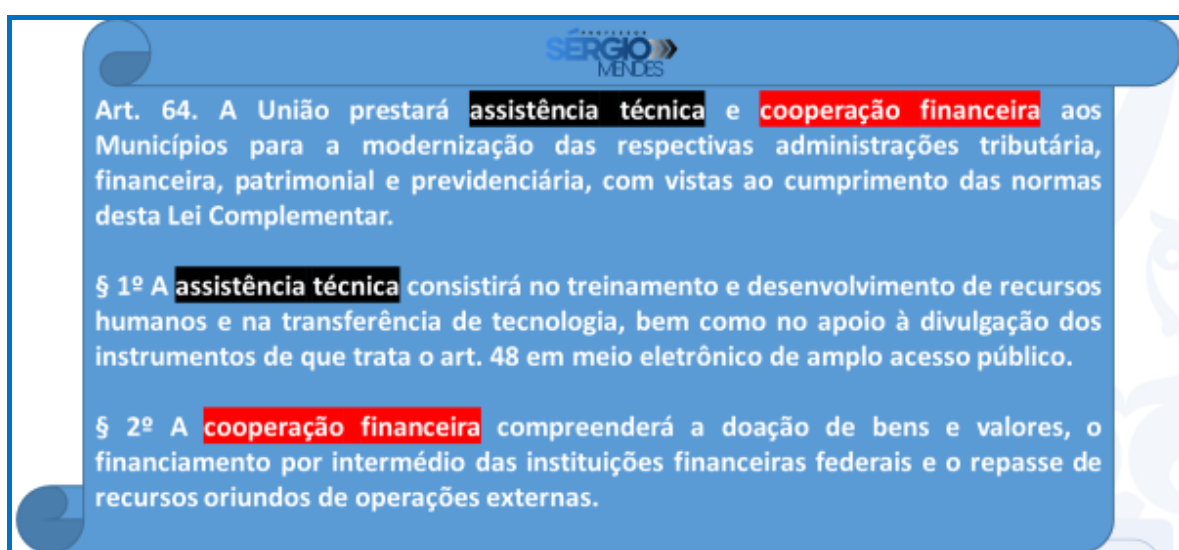 PROFESSOR
SÉRGIO
MENDES
Art. 64. A União prestará assistência técnica e cooperação financeira aos
Municípios para a modernização das respectivas administrações tributária,
financeira, patrimonial e previdenciária, com vistas ao cumprimento das normas
desta Lei Complementar.
§ 1º A assistência técnica consistirá no treinamento e desenvolvimento de recursos
humanos e na transferência de tecnologia, bem como no apoio à divulgação dos
instrumentos de que trata o art. 48 em meio eletrônico de amplo acesso público.
§ 2º A cooperação financeira compreenderá a doação de bens e valores, o
financiamento por intermédio das instituições financeiras federais e o repasse de
recursos oriundos de operações externas.